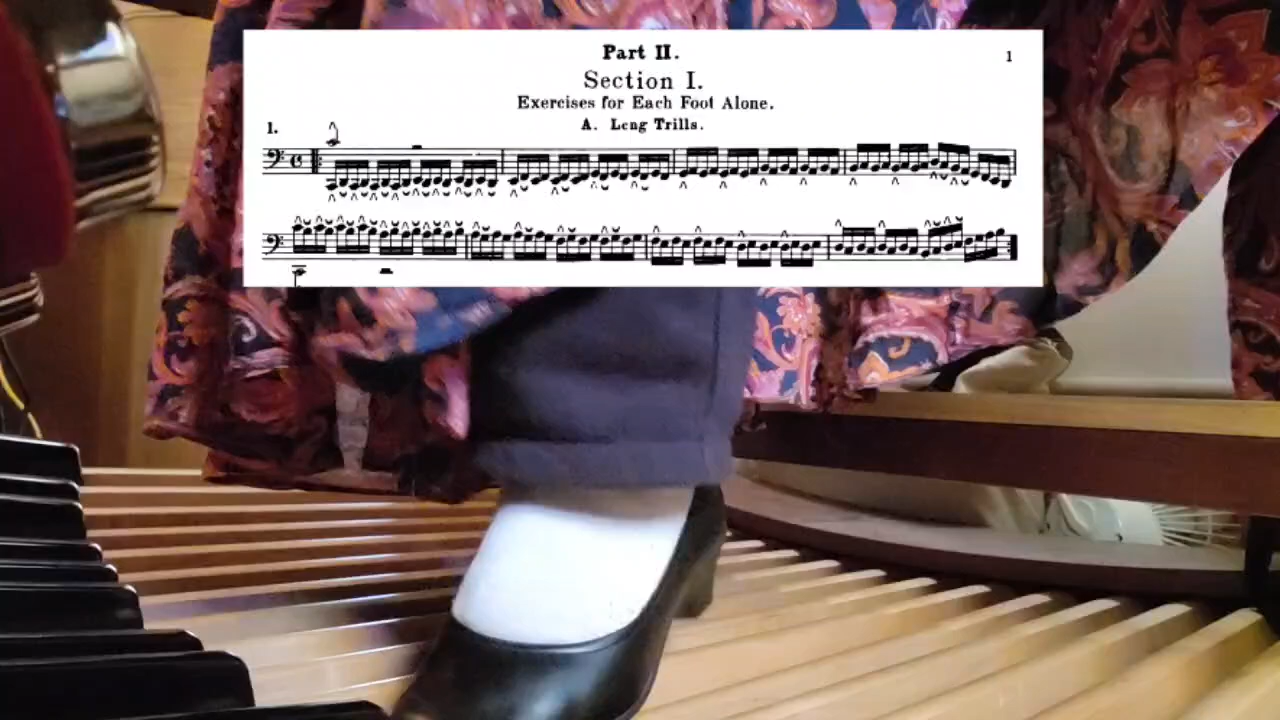 Part II.
1
Section I.
Exercises for Each Foot Alone.
A. Long Trills.
1.